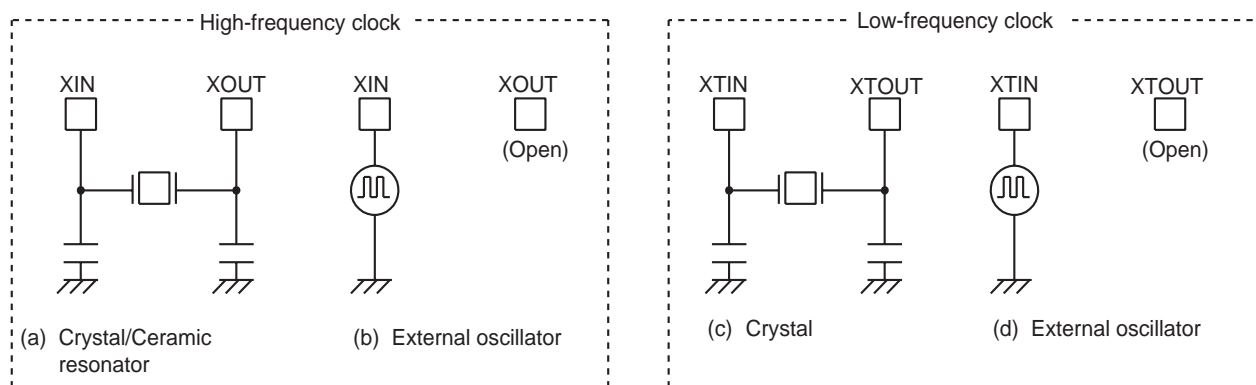 High-frequency clock
Low-frequency clock
XIN
XOUT
XIN
XOUT
(Open)
XTIN
XTOUT
XTIN
XTOUT
(Open)
(a) Crystal/Ceramic
resonator
(b) External oscillator
(c) Crystal
(d) External oscillator